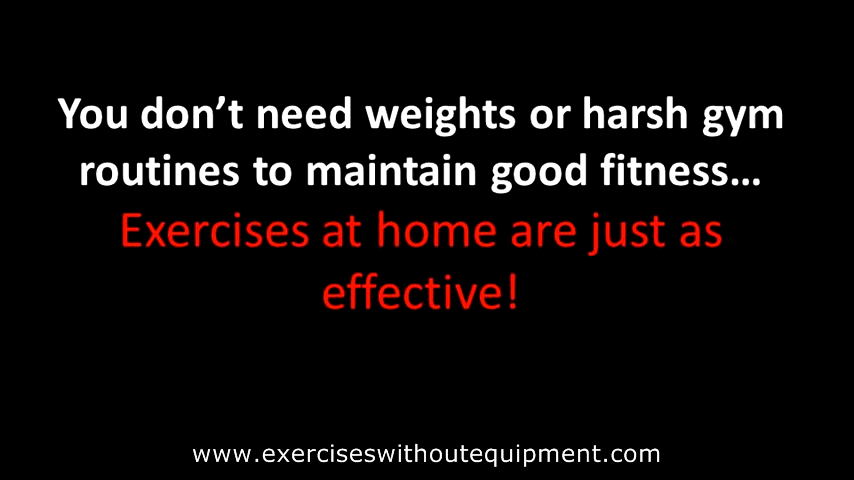 You don’t need weights or harsh gym
routines to maintain good fitness…
Exercises at home are just as
effective!
www.exerciseswithoutequipment.com